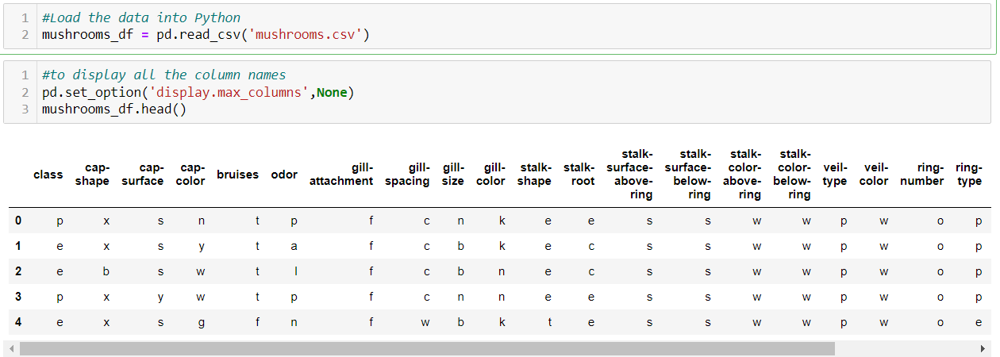 1 #Load the data into Python
2 mushrooms_df = pd.read_csv('mushrooms.csv')
1 #to display all the column names
2 pd.set_option('display.max_columns',None)
3 mushrooms_df.head()
class cap-shape cap-surface cap-color bruises odor gill-attachment gill-spacing gill-size gill-color stalk-shape stalk-root stalk-surface-above-ring stalk-surface-below-ring stalk-color-above-ring stalk-color-below-ring veil-type veil-color ring-number ring-type
0 p x s n t p f c n k e e s s w w p w o p
1 e x s y t a f c b k e c s s w w p w o p
2 e b s w t l f c b n e c s s w w p w o p
3 p x y w t p f c n n e e s s w w p w o p
4 e x s g f n f w b k t e s s w w p w o e